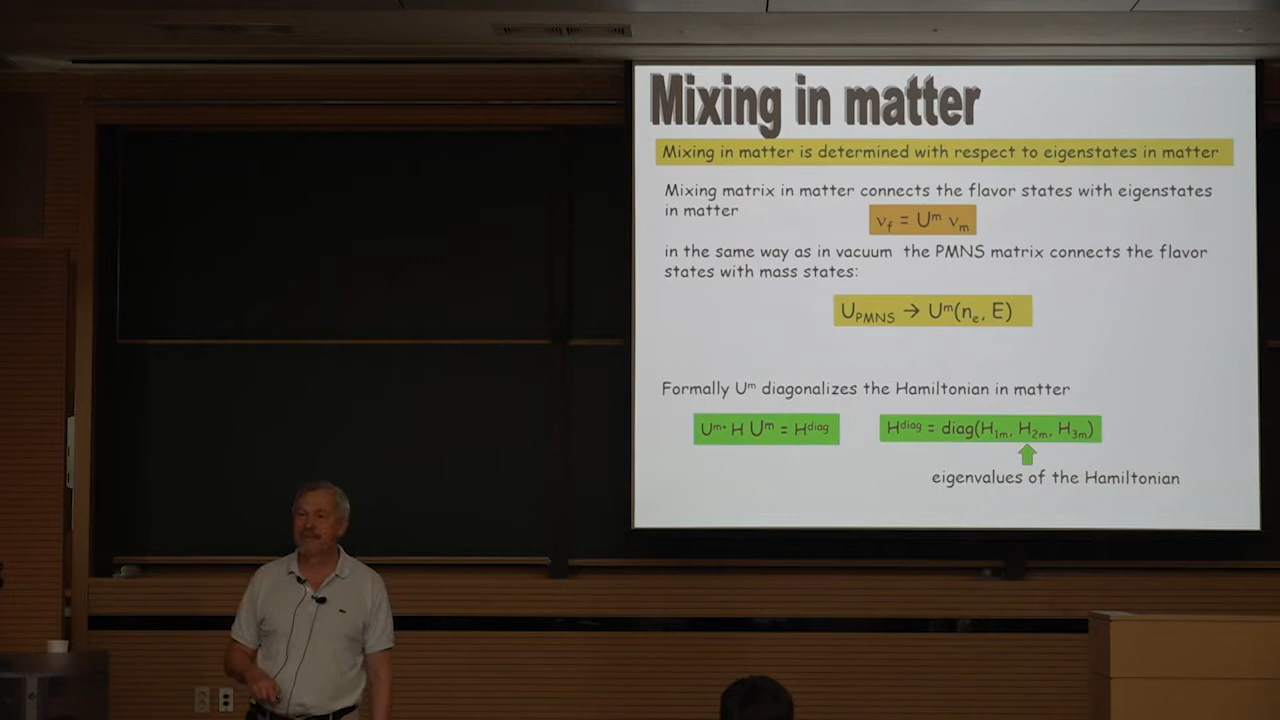 Mixing in matter
Mixing in matter is determined with respect to eigenstates in matter
Mixing matrix in matter connects the flavor states with eigenstates
in matter
νf = Uᵐ νm
in the same way as in vacuum the PMNS matrix connects the flavor
states with mass states:
U_PMNS → Uᵐ(nₑ, E)
Formally Uᵐ diagonalizes the Hamiltonian in matter
Uᵐ⁺ H Uᵐ = H^diag
H^diag = diag(H₁ₘ, H₂ₘ, H₃ₘ)
eigenvalues of the Hamiltonian